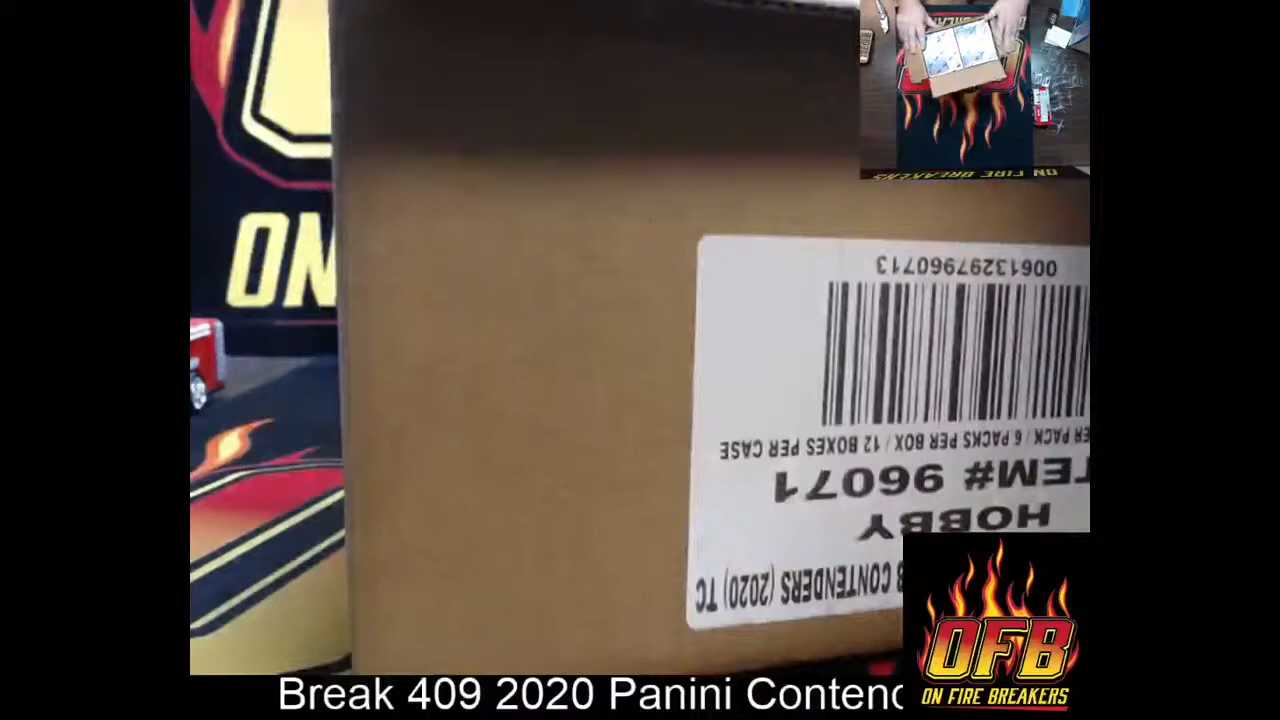 ON
ON FIRE BREAKERS
00613297960713
ER PACK / 6 PACKS PER BOX / 12 BOXES PER CASE
TEM# 96071
HOBBY
B CONTENDERS (2020) TC
OFB
ON FIRE BREAKERS
Break 409 2020 Panini Contenc